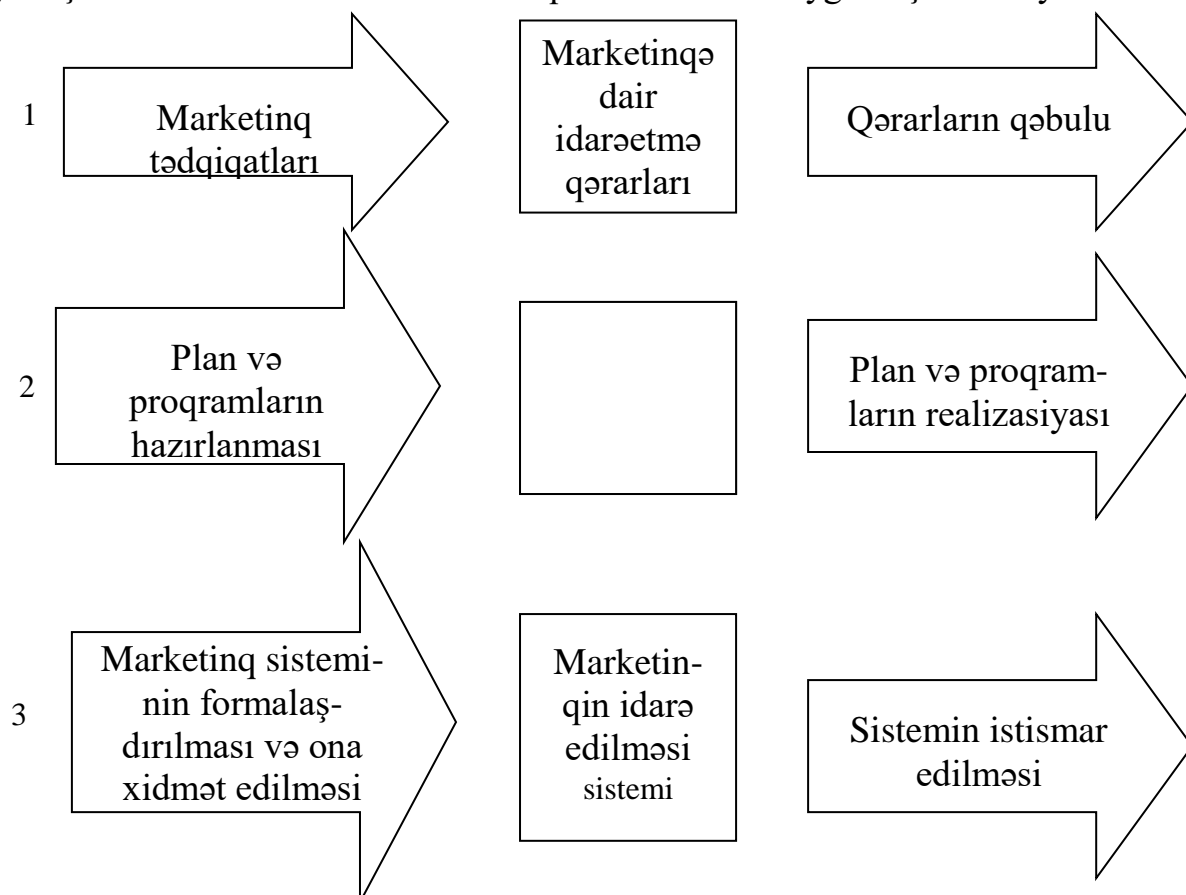 1
Marketinq
tədqiqatları
Marketinqə
dair
idarəetmə
qərarları
Qərarların qəbulu
2
Plan və
proqramların
hazırlanması
Plan və proqram-
ların realizasiyası
3
Marketinq sistemi-
nin formalaş-
dırılması və ona
xidmət edilməsi
Marketin-
qin idarə
edilməsi
sistemi
Sistemin istismar
edilməsi